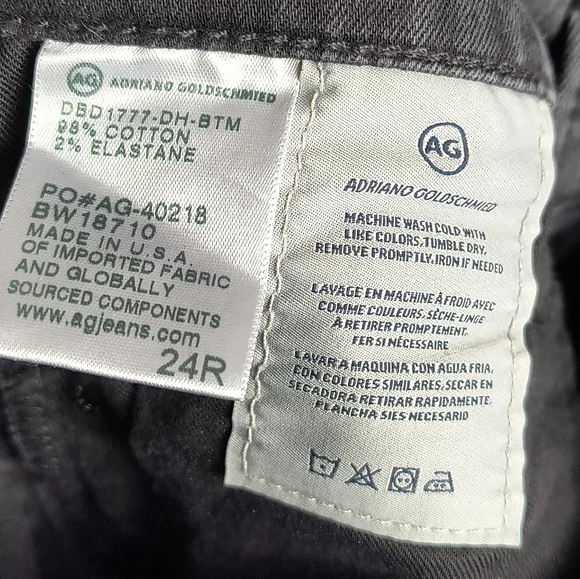 AG ADRIANO GOLDSCHMIED
DBD1777-DH-BTM
98% COTTON
2% ELASTANE
PO#AG-40218
BW18710
MADE IN U.S.A.
OF IMPORTED FABRIC
AND GLOBALLY
SOURCED COMPONENTS
www.agjeans.com
24R
AG
ADRIANO GOLDSCHMIED
MACHINE WASH COLD WITH
LIKE COLORS, TUMBLE DRY,
REMOVE PROMPTLY, IRON IF NEEDED
LAVAGE EN MACHINE À FROID AVEC
COMME COULEURS, SÈCHE-LINGE
À RETIRER PROMPTEMENT,
FER SI NÉCESSAIRE
LAVAR A MAQUINA CON AGUA FRIA,
CON COLORES SIMILARES, SECAR EN
SECADORA RETIRAR RAPIDAMENTE,
PLANCHA SIES NECESARIO